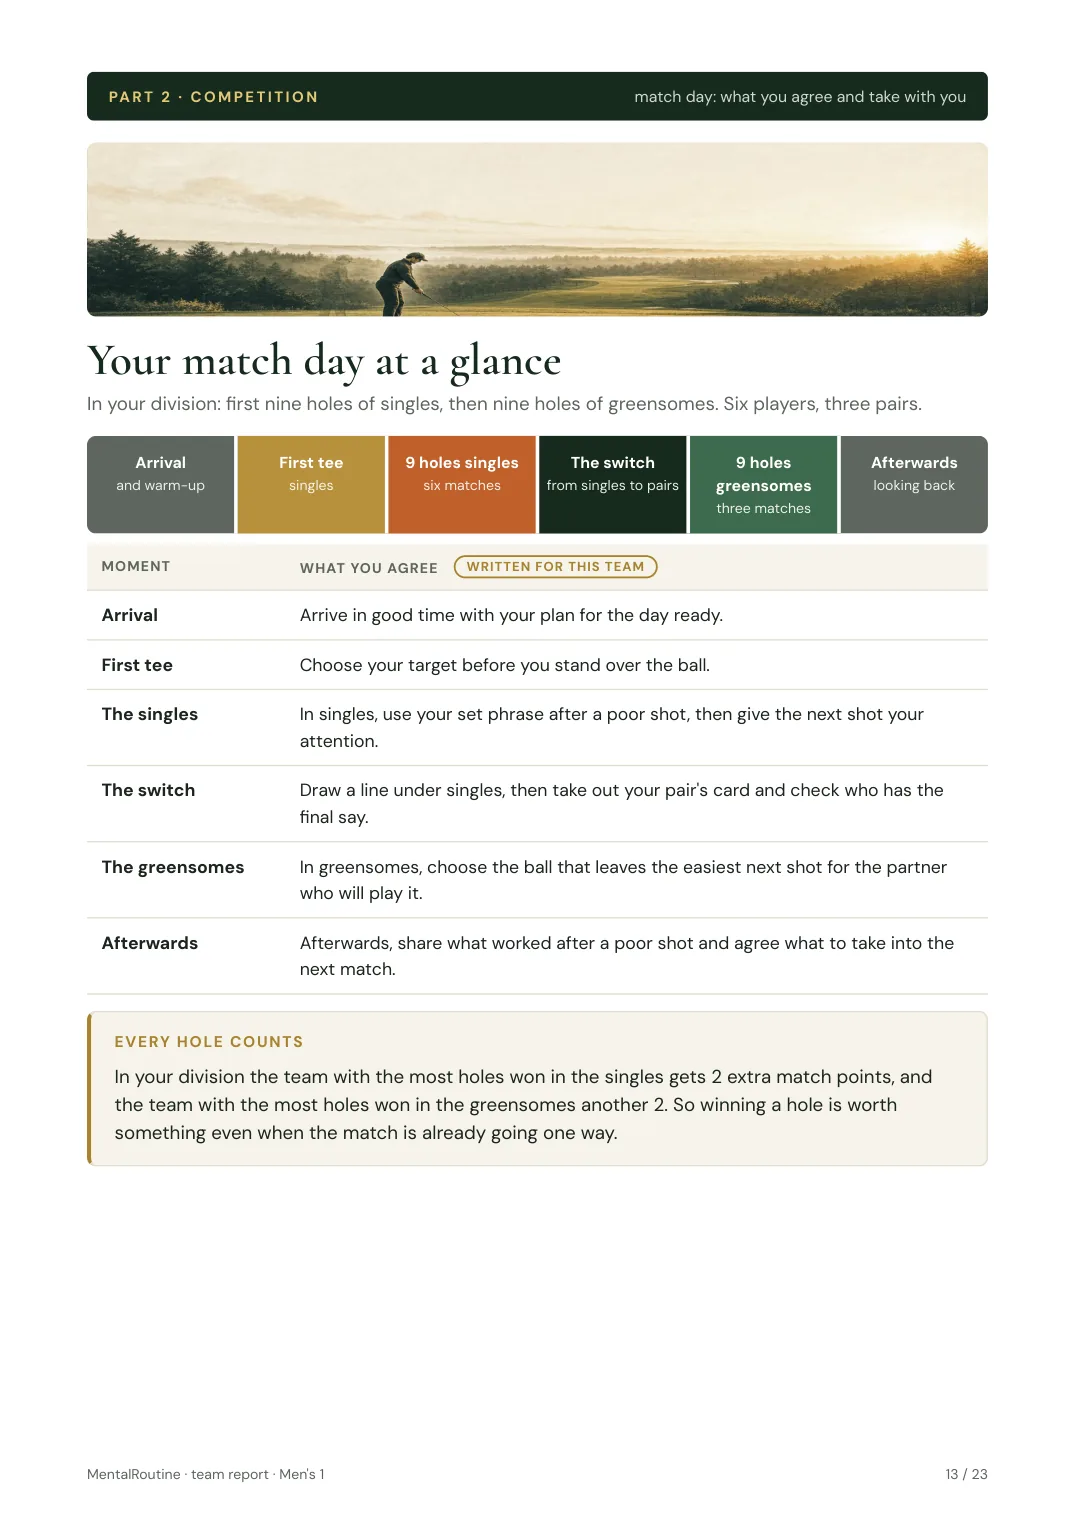 PART 2 · COMPETITION
match day: what you agree and take with you
Your match day at a glance
In your division: first nine holes of singles, then nine holes of greensomes. Six players, three pairs.
Arrival
and warm-up
First tee
singles
9 holes singles
six matches
The switch
from singles to pairs
9 holes
greensomes
three matches
Afterwards
looking back
MOMENT
WHAT YOU AGREE
WRITTEN FOR THIS TEAM
Arrival
Arrive in good time with your plan for the day ready.
First tee
Choose your target before you stand over the ball.
The singles
In singles, use your set phrase after a poor shot, then give the next shot your
attention.
The switch
Draw a line under singles, then take out your pair's card and check who has the
final say.
The greensomes
In greensomes, choose the ball that leaves the easiest next shot for the partner
who will play it.
Afterwards
Afterwards, share what worked after a poor shot and agree what to take into the
next match.
EVERY HOLE COUNTS
In your division the team with the most holes won in the singles gets 2 extra match points, and
the team with the most holes won in the greensomes another 2. So winning a hole is worth
something even when the match is already going one way.
MentalRoutine · team report · Men's 1
13 / 23